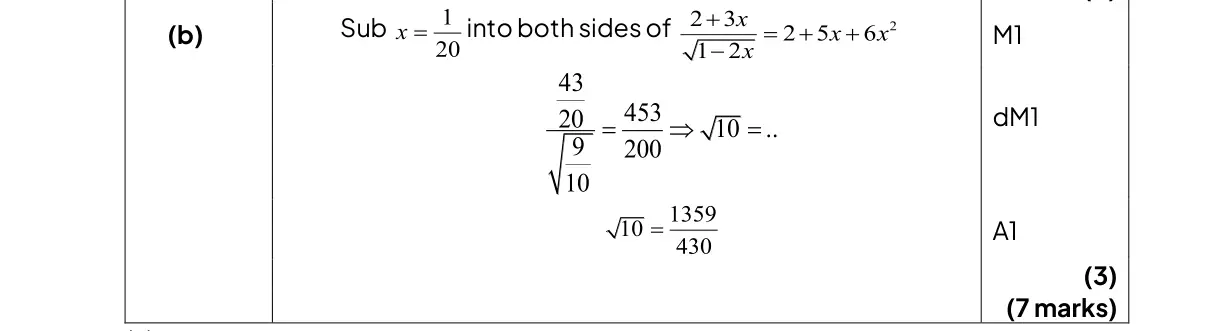 (b) Sub x = 1/20 into both sides of (2+3x)/√(1−2x) = 2+5x+6x² M1
(43/20)/√(9/10) = 453/200 ⇒ √10 = .. dM1
√10 = 1359/430 A1
(3)
(7 marks)